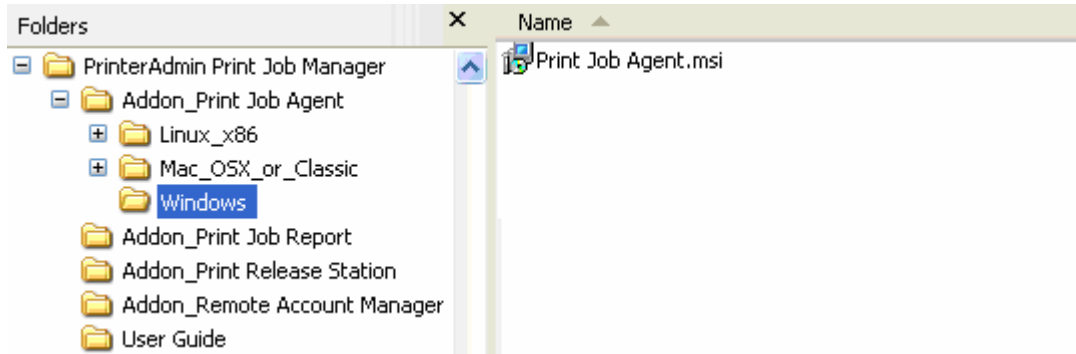 Folders
Name
PrinterAdmin Print Job Manager
Print Job Agent.msi
Addon_Print Job Agent
Linux_x86
Mac_OSX_or_Classic
Windows
Addon_Print Job Report
Addon_Print Release Station
Addon_Remote Account Manager
User Guide